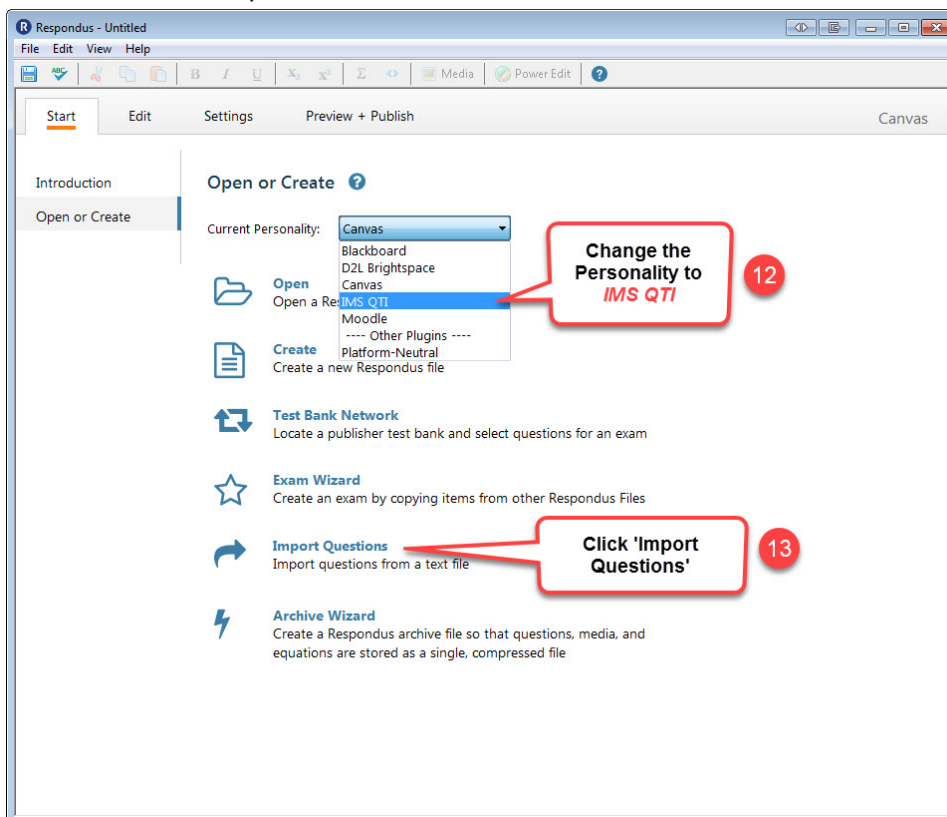 Respondus - Untitled
File Edit View Help
ABC B I U X₂ X² Σ <> Media Power Edit ?
Start Edit Settings Preview + Publish Canvas
Introduction
Open or Create
Open or Create ?
Current Personality: Canvas
Blackboard
D2L Brightspace
Canvas
IMS QTI
Moodle
---- Other Plugins ----
Platform-Neutral
Change the
Personality to
IMS QTI
12
Open
Open a Re
Create
Create a new Respondus file
Test Bank Network
Locate a publisher test bank and select questions for an exam
Exam Wizard
Create an exam by copying items from other Respondus Files
Import Questions
Import questions from a text file
Click 'Import
Questions'
13
Archive Wizard
Create a Respondus archive file so that questions, media, and
equations are stored as a single, compressed file